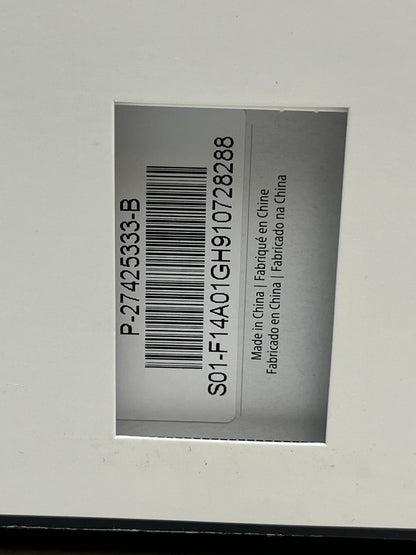 P-27425333-B
S01-F14A01GH910728288
Made in China | Fabriqué en Chine
Fabricado en China | Fabricado na China